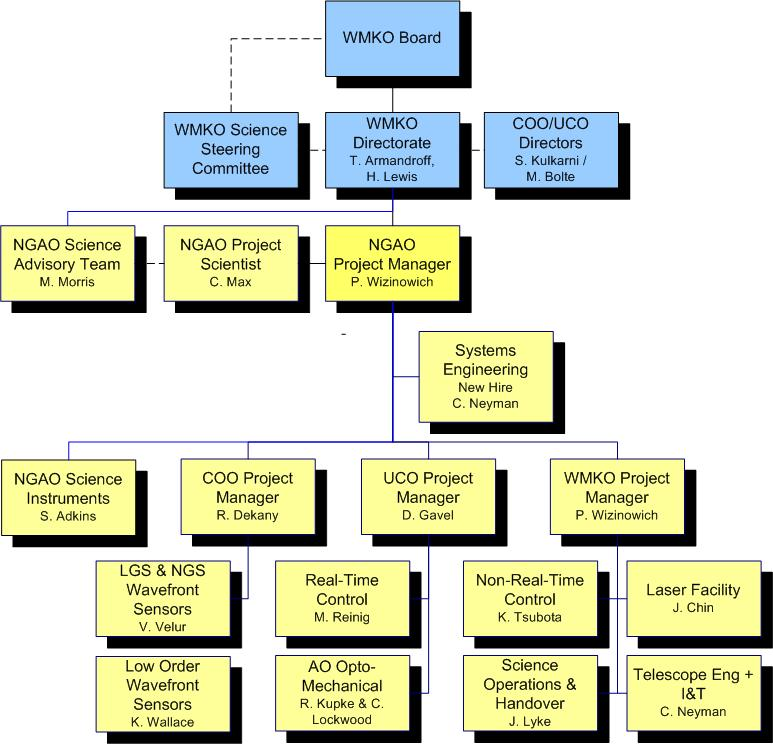 WMKO Board
WMKO Science
Steering
Committee
WMKO
Directorate
T. Armandroff,
H. Lewis
COO/UCO
Directors
S. Kulkarni /
M. Bolte
NGAO Science
Advisory Team
M. Morris
NGAO Project
Scientist
C. Max
NGAO
Project Manager
P. Wizinowich
Systems
Engineering
New Hire
C. Neyman
NGAO Science
Instruments
S. Adkins
COO Project
Manager
R. Dekany
UCO Project
Manager
D. Gavel
WMKO Project
Manager
P. Wizinowich
LGS & NGS
Wavefront
Sensors
V. Velur
Real-Time
Control
M. Reinig
Non-Real-Time
Control
K. Tsubota
Laser Facility
J. Chin
Low Order
Wavefront
Sensors
K. Wallace
AO Opto-
Mechanical
R. Kupke & C.
Lockwood
Science
Operations &
Handover
J. Lyke
Telescope Eng +
I&T
C. Neyman